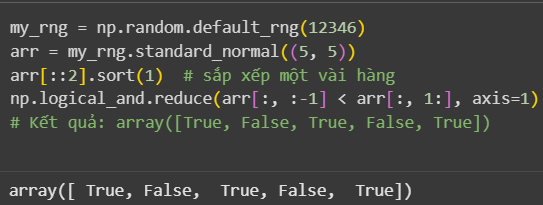 my_rng = np.random.default_rng(12346)
arr = my_rng.standard_normal((5, 5))
arr[::2].sort(1)  # sắp xếp một vài hàng
np.logical_and.reduce(arr[:, :-1] < arr[:, 1:], axis=1)
# Kết quả: array([True, False, True, False, True])
array([ True, False,  True, False,  True])